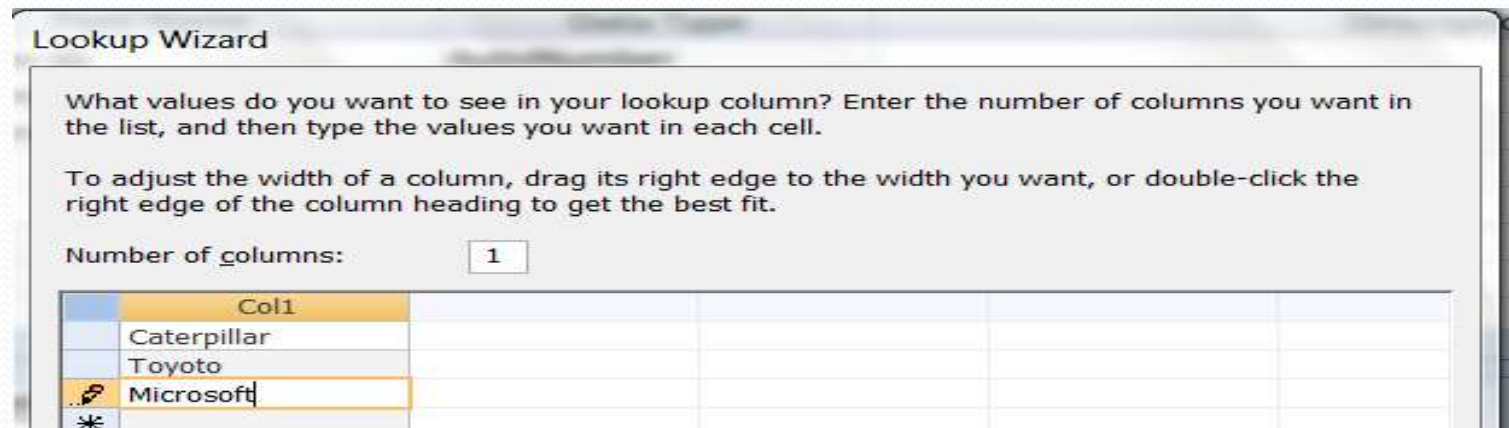 Lookup Wizard
What values do you want to see in your lookup column? Enter the number of columns you want in
the list, and then type the values you want in each cell.
To adjust the width of a column, drag its right edge to the width you want, or double-click the
right edge of the column heading to get the best fit.
Number of columns: 1
Col1
Caterpillar
Toyoto
Microsoft